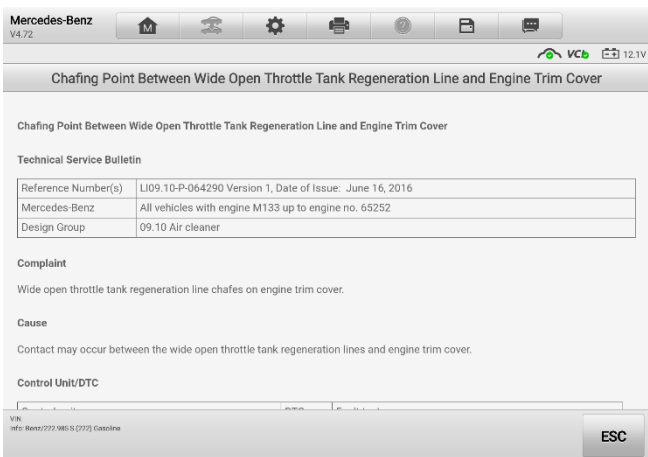 Mercedes-Benz
V4.72
M
VCI
12.1V
Chafing Point Between Wide Open Throttle Tank Regeneration Line and Engine Trim Cover
Chafing Point Between Wide Open Throttle Tank Regeneration Line and Engine Trim Cover
Technical Service Bulletin
Reference Number(s) LI09.10-P-064290 Version 1, Date of Issue: June 16, 2016
Mercedes-Benz All vehicles with engine M133 up to engine no. 65252
Design Group 09.10 Air cleaner
Complaint
Wide open throttle tank regeneration line chafes on engine trim cover.
Cause
Contact may occur between the wide open throttle tank regeneration lines and engine trim cover.
Control Unit/DTC
VIN:
Info: Benz/222.985 S (222) Gasoline
ESC